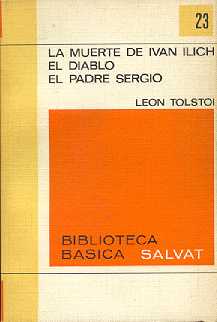 23
LA MUERTE DE IVAN ILICH
EL DIABLO
EL PADRE SERGIO
LEON TOLSTOI
BIBLIOTECA
BASICA SALVAT